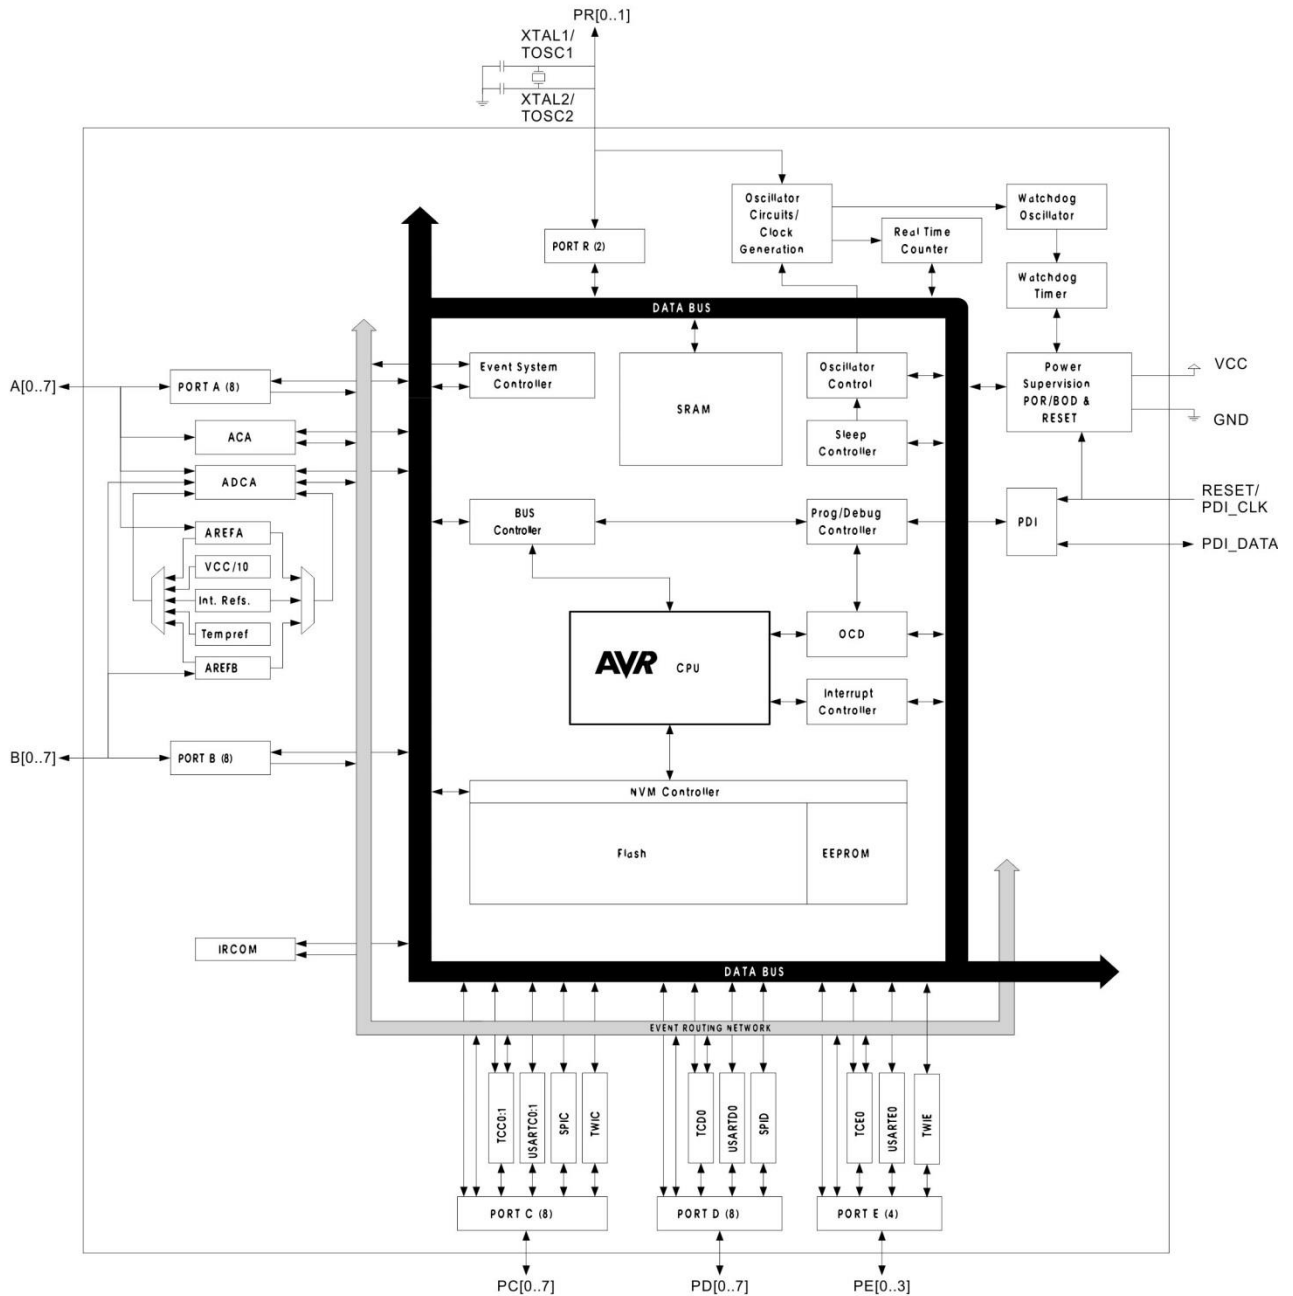 PR[0..1]
XTAL1/
TOSC1
XTAL2/
TOSC2
Oscillator
Circuits/
Clock
Generation
Watchdog
Oscillator
Real Time
Counter
PORT R (2)
Watchdog
Timer
DATA BUS
Event System
Controller
SRAM
Oscillator
Control
Sleep
Controller
Power
Supervision
POR/BOD &
RESET
VCC
GND
A[0..7]
PORT A (8)
ACA
ADCA
RESET/
PDI_CLK
PDI
PDI_DATA
BUS
Controller
Prog/Debug
Controller
AREFA
VCC/10
Int. Refs.
Tempref
AREFB
AVR CPU
OCD
Interrupt
Controller
B[0..7]
PORT B (8)
NVM Controller
Flash
EEPROM
IRCOM
DATA BUS
EVENT ROUTING NETWORK
TCC0:1
USARTC0:1
SPIC
TWIC
TCD0
USARTD0
SPID
TCE0
USARTE0
TWIE
PORT C (8)
PORT D (8)
PORT E (4)
PC[0..7]
PD[0..7]
PE[0..3]